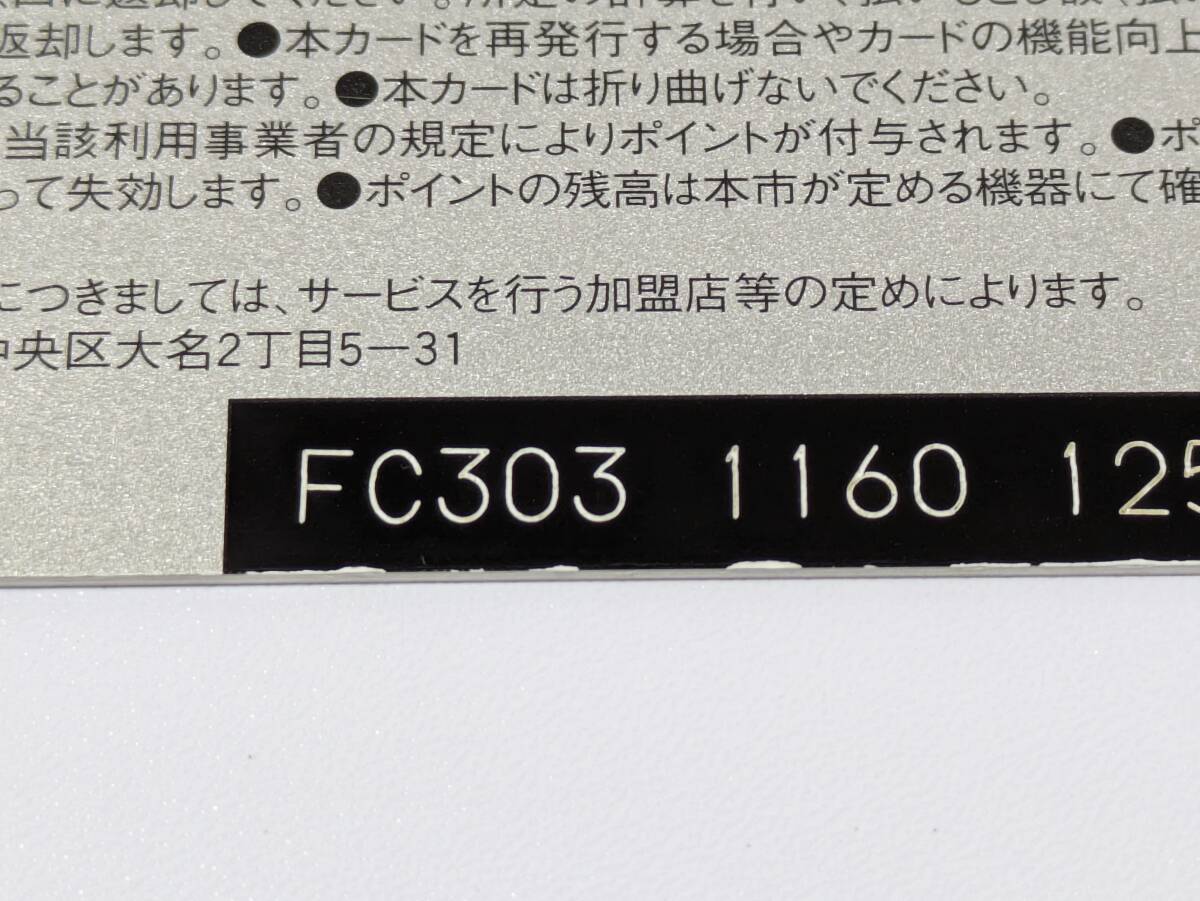 返却します。●本カードを再発行する場合やカードの機能向上
ることがあります。●本カードは折り曲げないでください。
当該利用事業者の規定によりポイントが付与されます。●ポ
って失効します。●ポイントの残高は本市が定める機器にて確
につきましては、サービスを行う加盟店等の定めによります。
中央区大名2丁目5ー31
FC303 1160 125